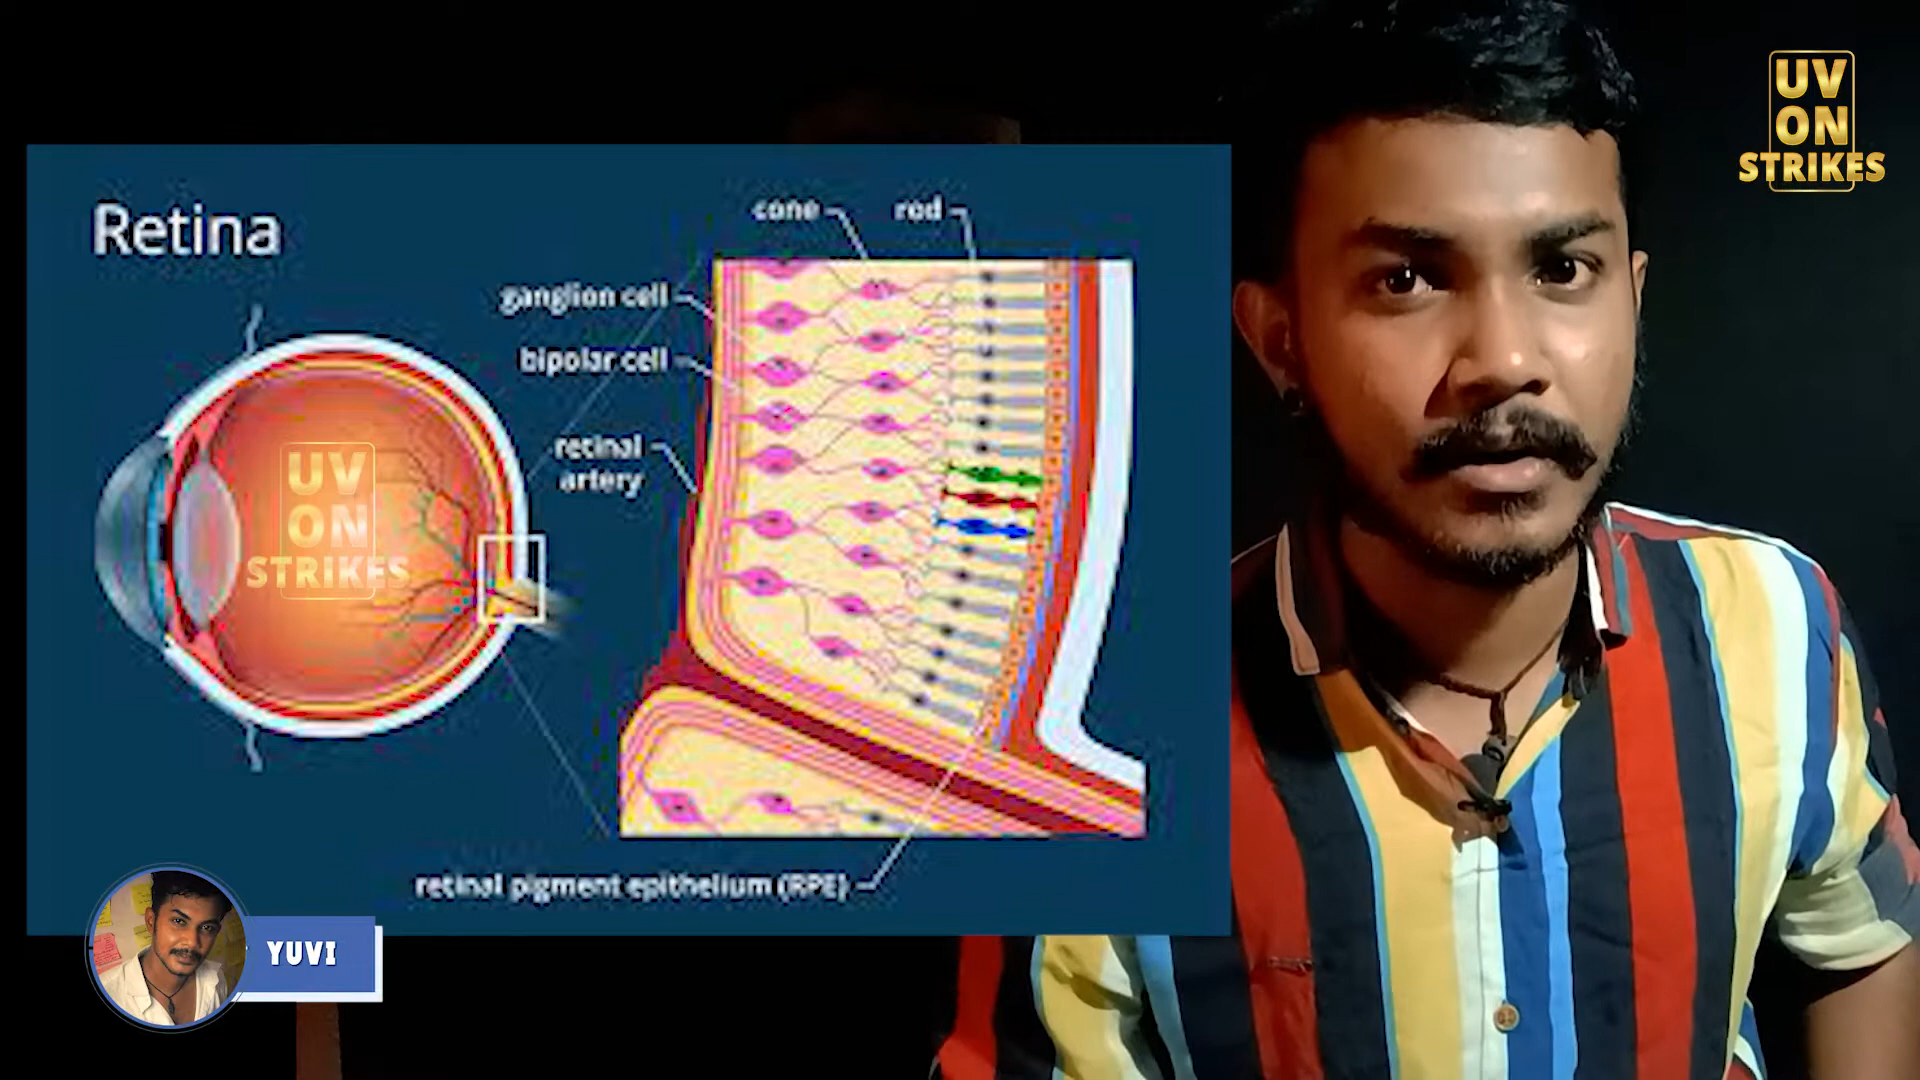 UV
ON
STRIKES
Retina
cone
rod
ganglion cell
bipolar cell
retinal
artery
UV
ON
STRIKES
retinal pigment epithelium (RPE)
YUVI